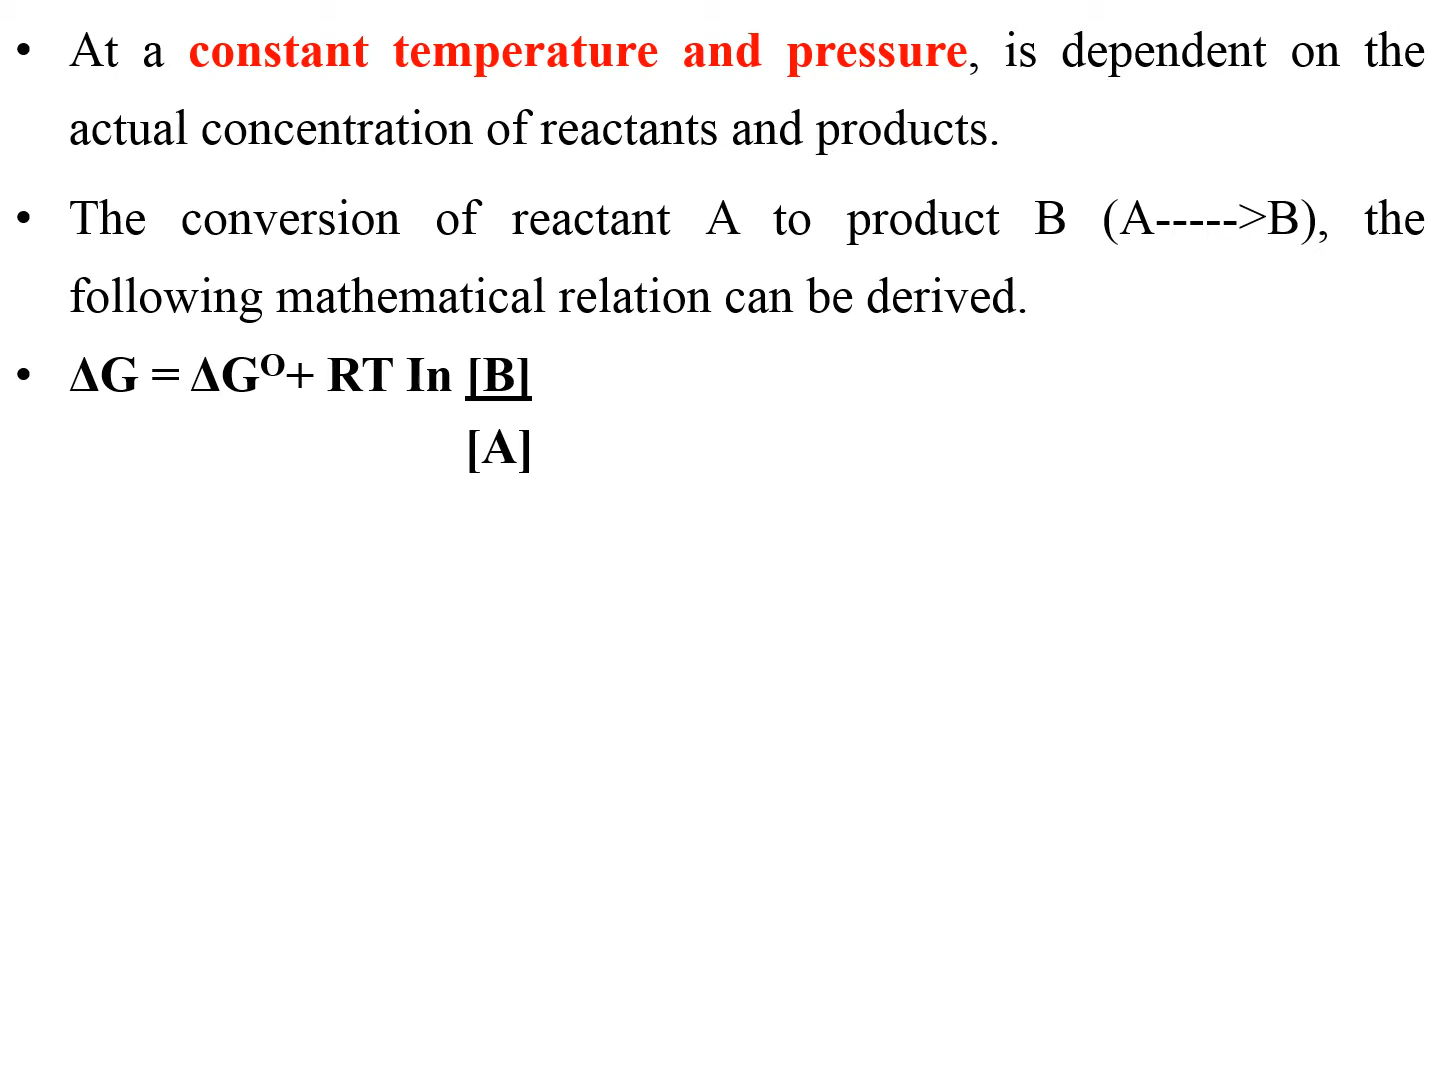 • At a constant temperature and pressure, is dependent on the
actual concentration of reactants and products.
• The conversion of reactant A to product B (A----->B), the
following mathematical relation can be derived.
• ΔG = ΔGᴼ+ RT In [B]
[A]